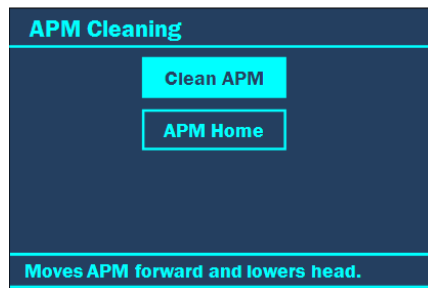 APM Cleaning
Clean APM
APM Home
Moves APM forward and lowers head.